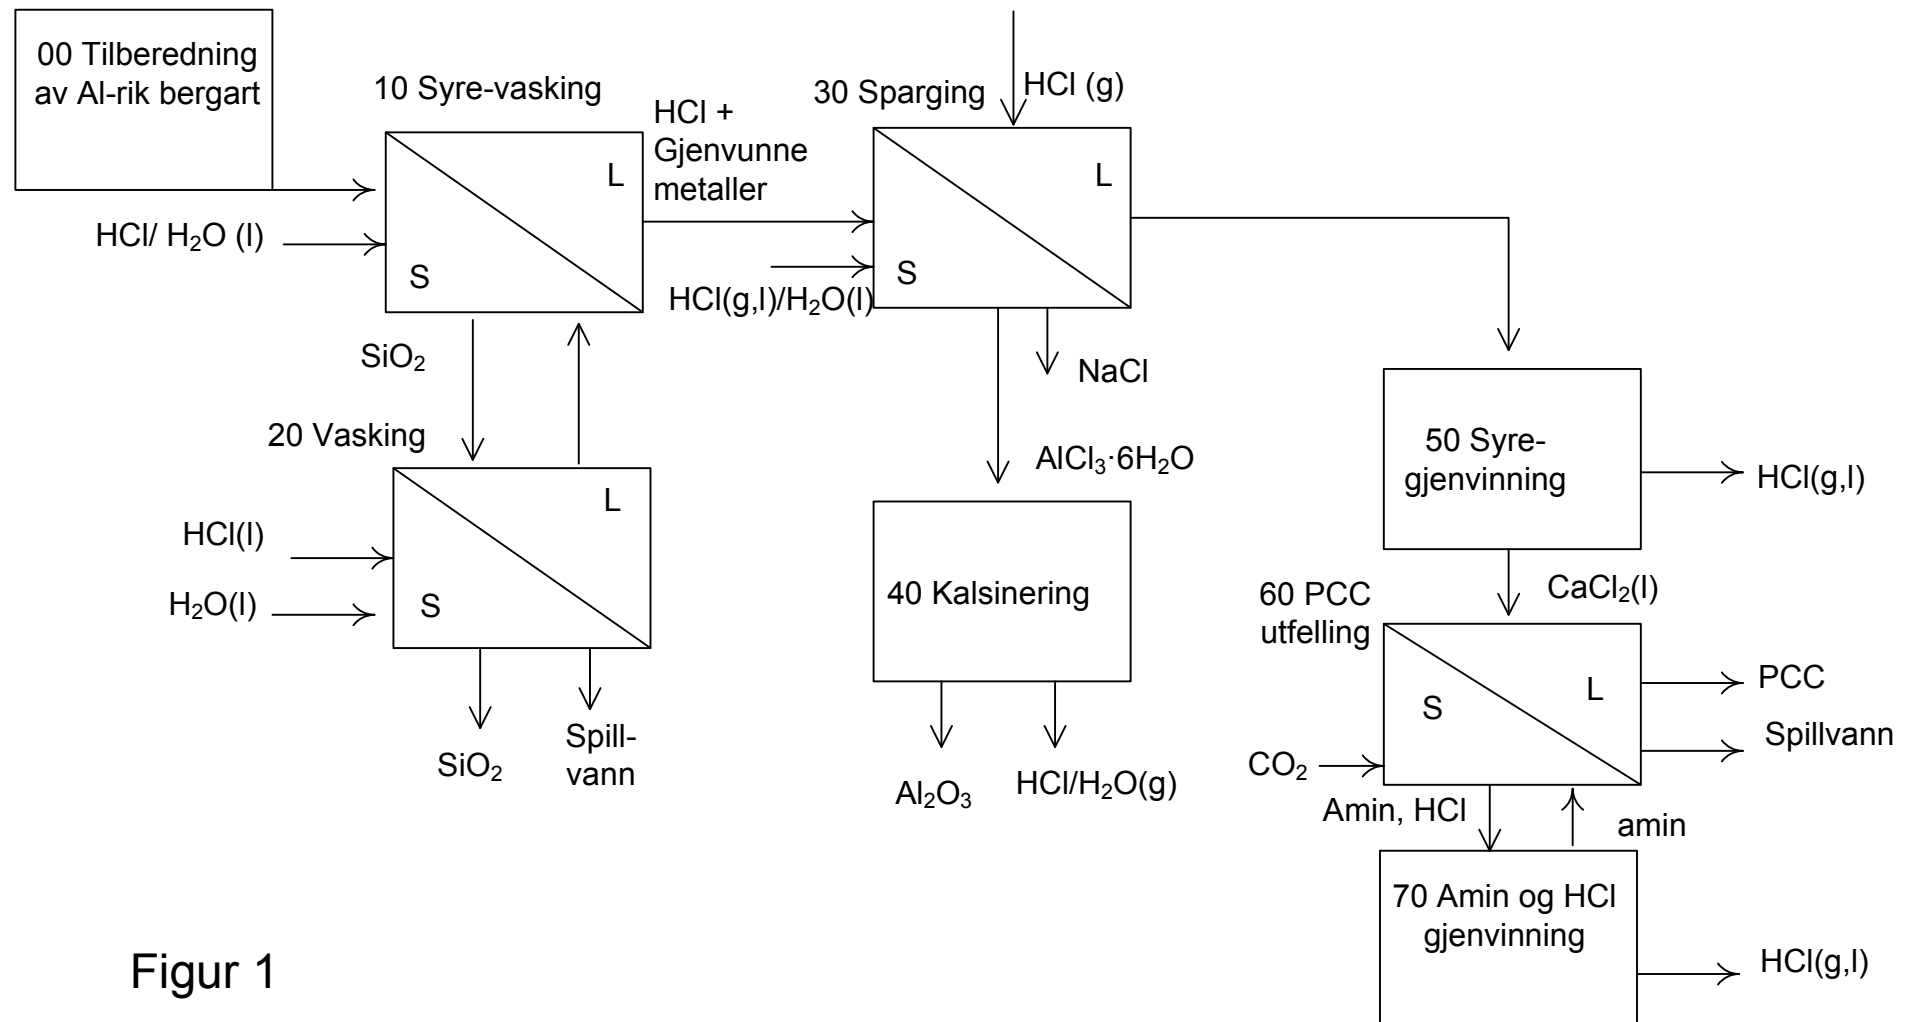 00 Tilberedning
av Al-rik bergart
10 Syre-vasking
HCl +
Gjenvunne
metaller
30 Sparging
HCl (g)
L
L
HCl/ H₂O (l)
S
S
HCl(g,l)/H₂O(l)
SiO₂
NaCl
20 Vasking
AlCl₃·6H₂O
50 Syre-
gjenvinning
HCl(g,l)
L
HCl(l)
H₂O(l)
S
40 Kalsinering
60 PCC
utfelling
CaCl₂(l)
S
L
PCC
Spillvann
SiO₂
Spill-
vann
Al₂O₃
HCl/H₂O(g)
CO₂
Amin, HCl
amin
70 Amin og HCl
gjenvinning
HCl(g,l)
Figur 1